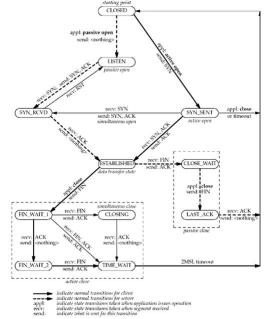 starting point
CLOSED
appl: passive open
send: <nothing>
appl: active open
send: SYN
LISTEN
passive open
recv: SYN
send: SYN, ACK
recv: RST
SYN_RCVD
recv: SYN
send: SYN, ACK
simultaneous open
SYN_SENT
active open
appl: close
or timeout
recv: ACK
send: <nothing>
recv: SYN, ACK
send: ACK
ESTABLISHED
data transfer state
recv: FIN
send: ACK
CLOSE_WAIT
appl: close
send: FIN
appl: close
send: FIN
LAST_ACK
recv: ACK
send: <nothing>
passive close
simultaneous close
FIN_WAIT_1
recv: FIN
send: ACK
CLOSING
recv: ACK
send: <nothing>
recv: FIN, ACK
send: ACK
recv: ACK
send: <nothing>
FIN_WAIT_2
recv: FIN
send: ACK
TIME_WAIT
2MSL timeout
active close
indicate normal transitions for client
indicate normal transitions for server
appl: indicate state transitions taken when application issues operation
recv: indicate state transitions taken when segment received
send: indicate what is sent for this transition